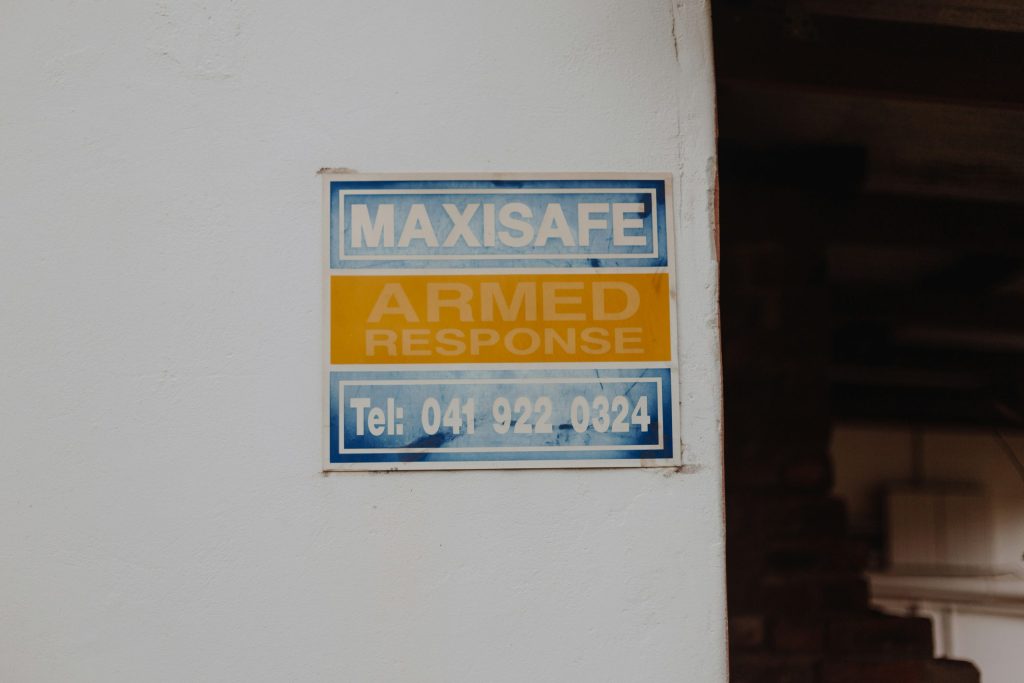 MAXISAFE
ARMED
RESPONSE
Tel: 041 922 0324